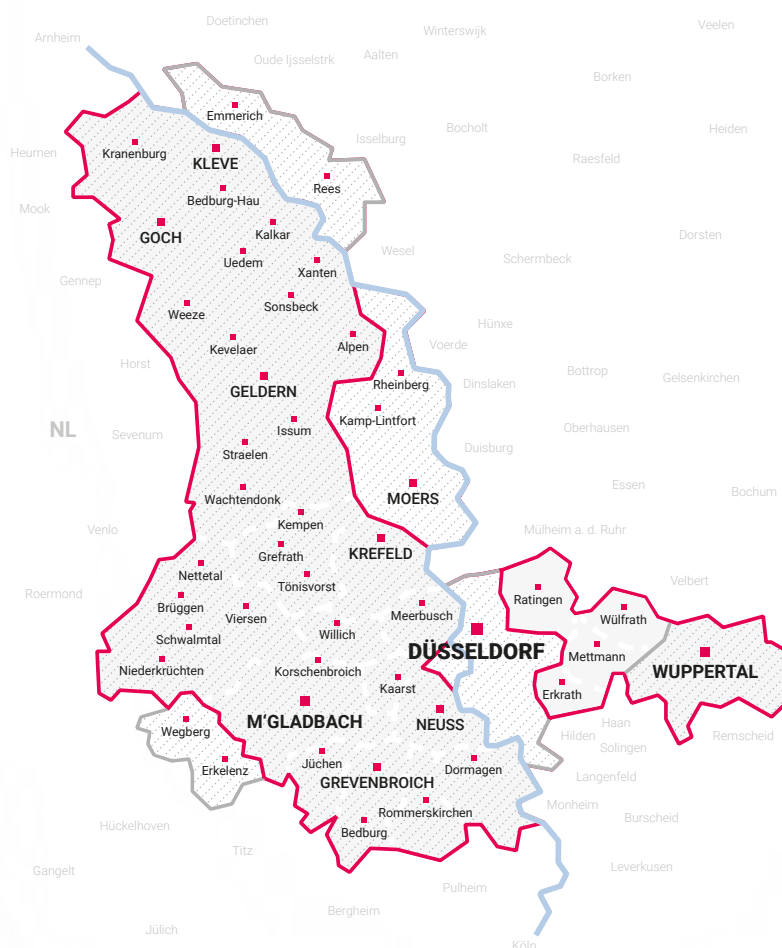 Doetinchem
Veelen
Winterswijk
Arnheim
Aalten
Oude Ijsselstrk
Borken
Emmerich
Bocholt
Heiden
Isselburg
Kranenburg
Heumen
KLEVE
Raesfeld
Rees
Bedburg-Hau
Mook
GOCH
Kalkar
Dorsten
Wesel
Schermbeck
Uedem
Xanten
Gennep
Sonsbeck
Weeze
Hünxe
Voerde
Kevelaer
Alpen
Horst
Bottrop
Gelsenkirchen
Rheinberg
Dinslaken
GELDERN
Kamp-Lintfort
NL
Sevenum
Issum
Oberhausen
Duisburg
Straelen
Essen
Bochum
Wachtendonk
MOERS
Kempen
Venlo
Mülheim a. d. Ruhr
Grefrath
KREFELD
Nettetal
Velbert
Tönisvorst
Roermond
Ratingen
Brüggen
Viersen
Meerbusch
Wülfrath
Schwalmtal
Willich
DÜSSELDORF
Mettmann
Niederkrüchten
Korschenbroich
WUPPERTAL
Kaarst
Erkrath
M'GLADBACH
NEUSS
Haan
Wegberg
Hilden
Remscheid
Solingen
Jüchen
Erkelenz
Dormagen
Langenfeld
GREVENBROICH
Monheim
Rommerskirchen
Burscheid
Hückelhoven
Bedburg
Titz
Leverkusen
Gangelt
Pulheim
Bergheim
Jülich
Köln